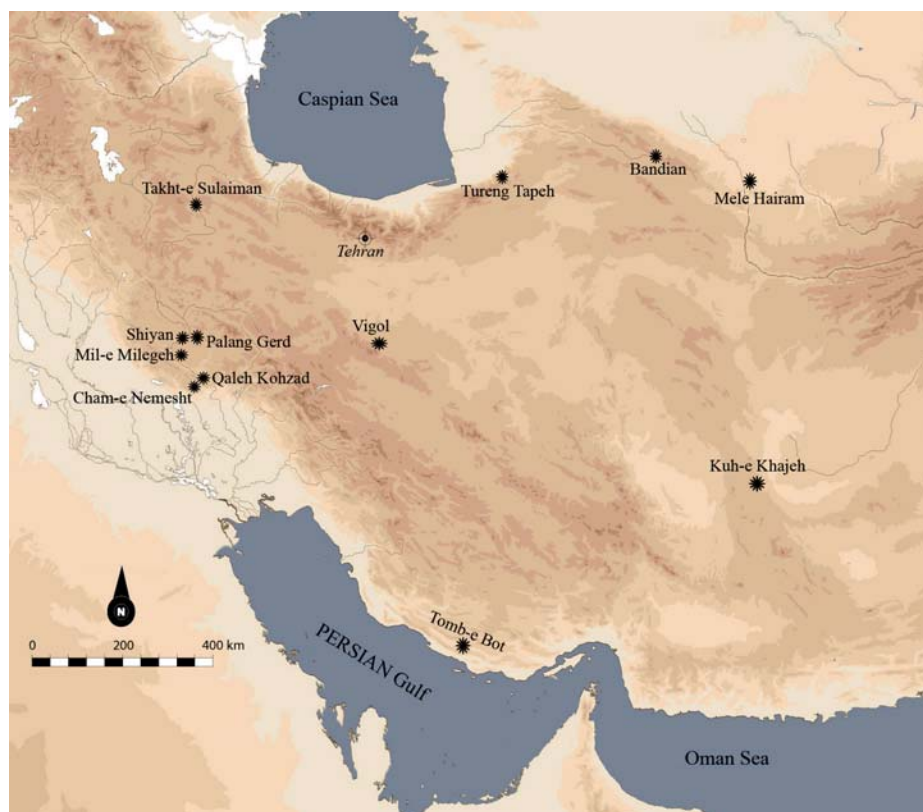 Caspian Sea
Bandian
Takht-e Sulaiman
Tureng Tapeh
Mele Hairam
Tehran
Shiyan
Vigol
Palang Gerd
Mil-e Milegeh
Qaleh Kohzad
Cham-e Nemesht
Kuh-e Khajeh
N
Tomb-e Bot
0 200 400 km
PERSIAN Gulf
Oman Sea